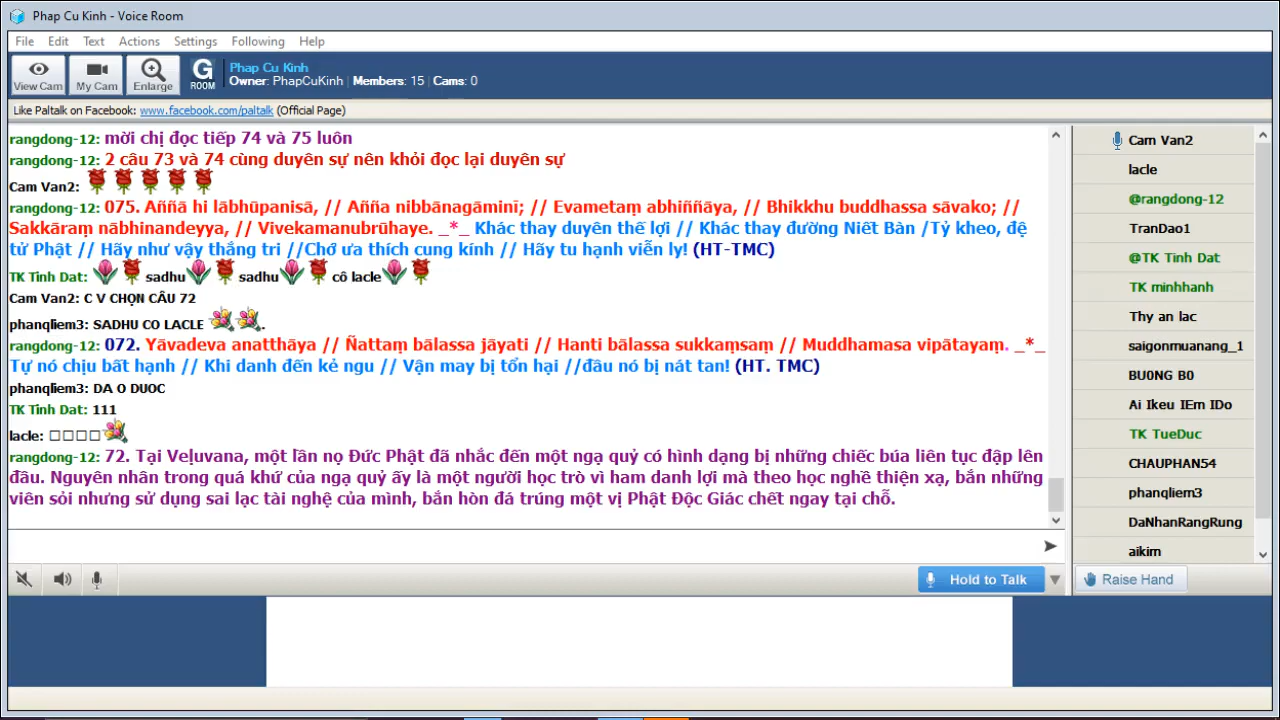 Phap Cu Kinh - Voice Room
File Edit Text Actions Settings Following Help
View Cam My Cam Enlarge G ROOM
Phap Cu Kinh
Owner: PhapCuKinh | Members: 15 | Cams: 0
Like Paltalk on Facebook: www.facebook.com/paltalk (Official Page)
rangdong-12: mời chị đọc tiếp 74 và 75 luôn
rangdong-12: 2 câu 73 và 74 cùng duyên sự nên khỏi đọc lại duyên sự
Cam Van2:
rangdong-12: 075. Aññā hi lābhūpanisā, // Añña nibbānagāminī; // Evametaṃ abhiññāya, // Bhikkhu buddhassa sāvako; //
Sakkāraṃ nābhinandeyya, // Vivekamanubrūhaye. _*_ Khác thay duyên thế lợi // Khác thay đường Niết Bàn /Tỷ kheo, đệ
tử Phật // Hãy như vậy thắng tri //Chớ ưa thích cung kính // Hãy tu hạnh viễn ly! (HT-TMC)
TK Tinh Dat: sadhu sadhu cô lacle
Cam Van2: C V CHỌN CÂU 72
phanqliem3: SADHU CO LACLE .
rangdong-12: 072. Yāvadeva anatthāya // Ñattaṃ bālassa jāyati // Hanti bālassa sukkaṃsaṃ // Muddhamasa vipātayaṃ. _*_
Tự nó chịu bất hạnh // Khi danh đến kẻ ngu // Vận may bị tổn hại //đầu nó bị nát tan! (HT. TMC)
phanqliem3: DA O DUOC
TK Tinh Dat: 111
lacle: □□□□
rangdong-12: 72. Tại Veḷuvana, một lần nọ Đức Phật đã nhắc đến một ngạ quỷ có hình dạng bị những chiếc búa liên tục đập lên
đầu. Nguyên nhân trong quá khứ của ngạ quỷ ấy là một người học trò vì ham danh lợi mà theo học nghề thiện xạ, bắn những
viên sỏi nhưng sử dụng sai lạc tài nghệ của mình, bắn hòn đá trúng một vị Phật Độc Giác chết ngay tại chỗ.
Hold to Talk
Cam Van2
lacle
@rangdong-12
TranDao1
@TK Tinh Dat
TK minhhanh
Thy an lac
saigonmuanang_1
BU0NG B0
Ai Ikeu IEm IDo
TK TueDuc
CHAUPHAN54
phanqliem3
DaNhanRangRung
aikim
Raise Hand